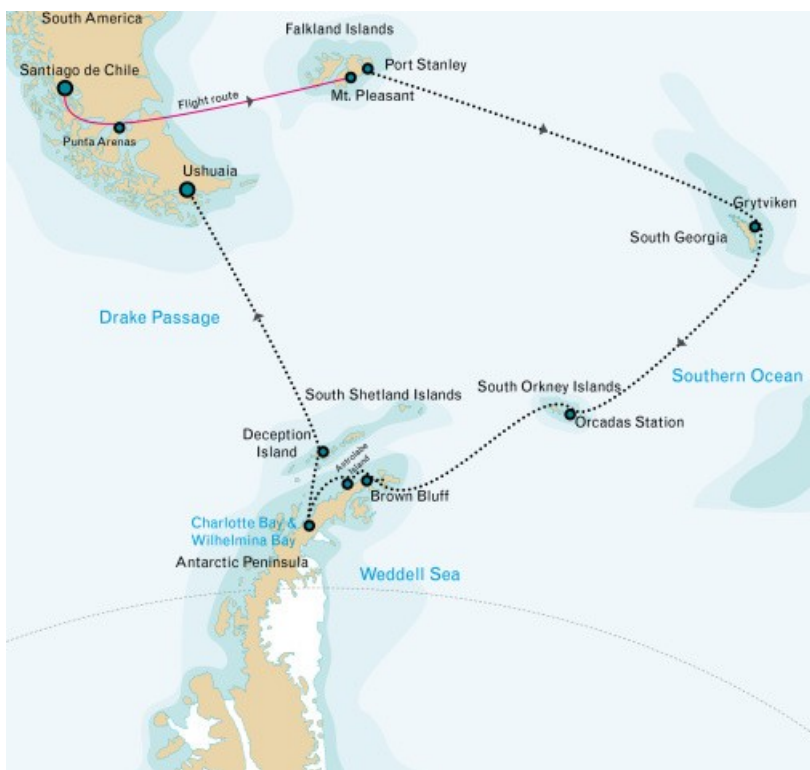 South America
Falkland Islands
Santiago de Chile
Port Stanley
Flight route
Mt. Pleasant
Punta Arenas
Ushuaia
Grytviken
South Georgia
Drake Passage
Southern Ocean
South Shetland Islands
South Orkney Islands
Orcadas Station
Deception
Island
Astrolabe
Island
Brown Bluff
Charlotte Bay &
Wilhelmina Bay
Antarctic Peninsula
Weddell Sea